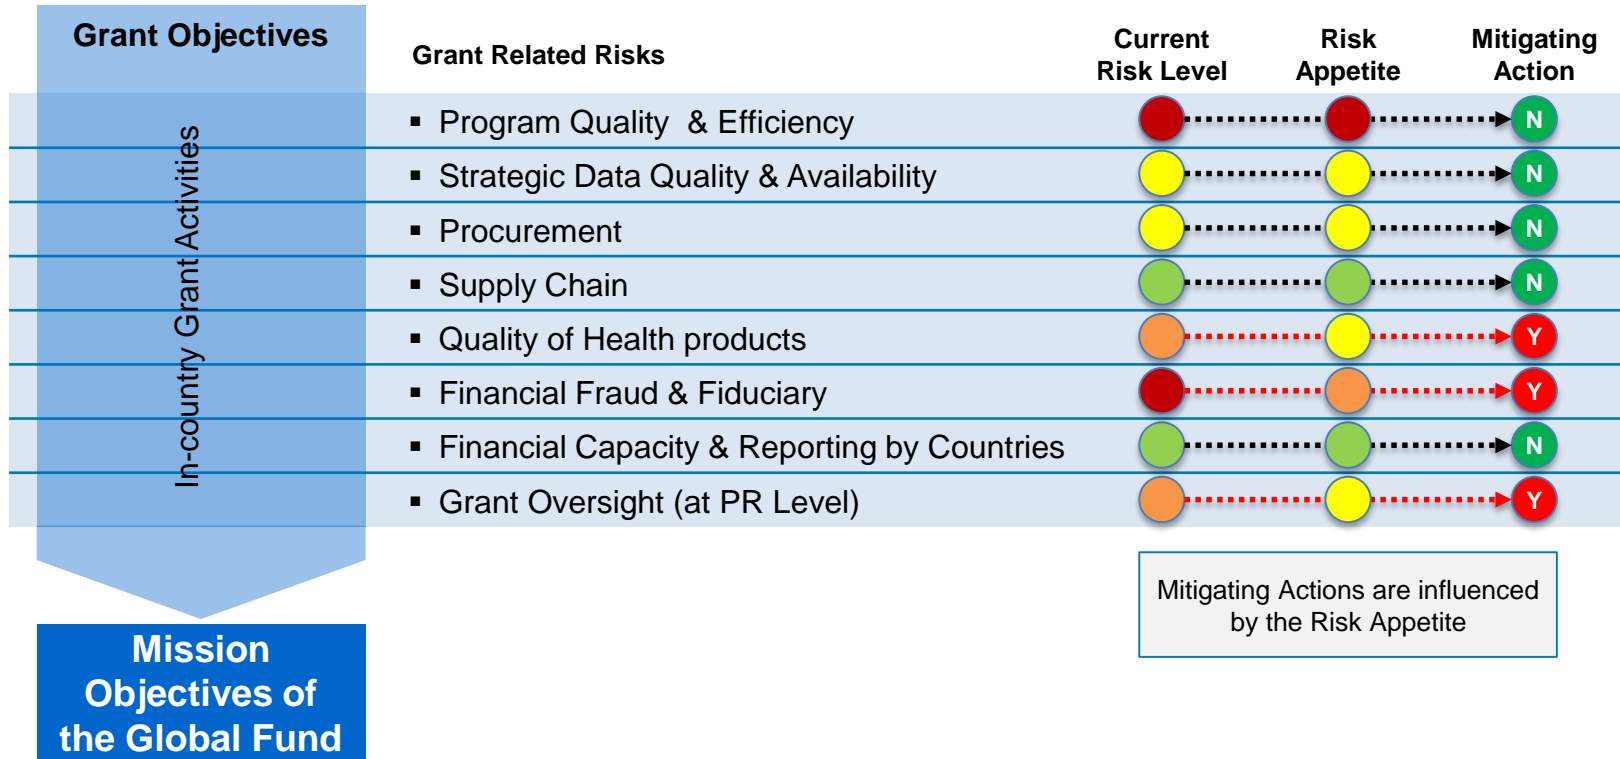 Grant Objectives
Grant Related Risks
Current
Risk Level
Risk
Appetite
Mitigating
Action
In-country Grant Activities
▪ Program Quality & Efficiency
N
▪ Strategic Data Quality & Availability
N
▪ Procurement
N
▪ Supply Chain
N
▪ Quality of Health products
Y
▪ Financial Fraud & Fiduciary
Y
▪ Financial Capacity & Reporting by Countries
N
▪ Grant Oversight (at PR Level)
Y
Mitigating Actions are influenced
by the Risk Appetite
Mission
Objectives of
the Global Fund